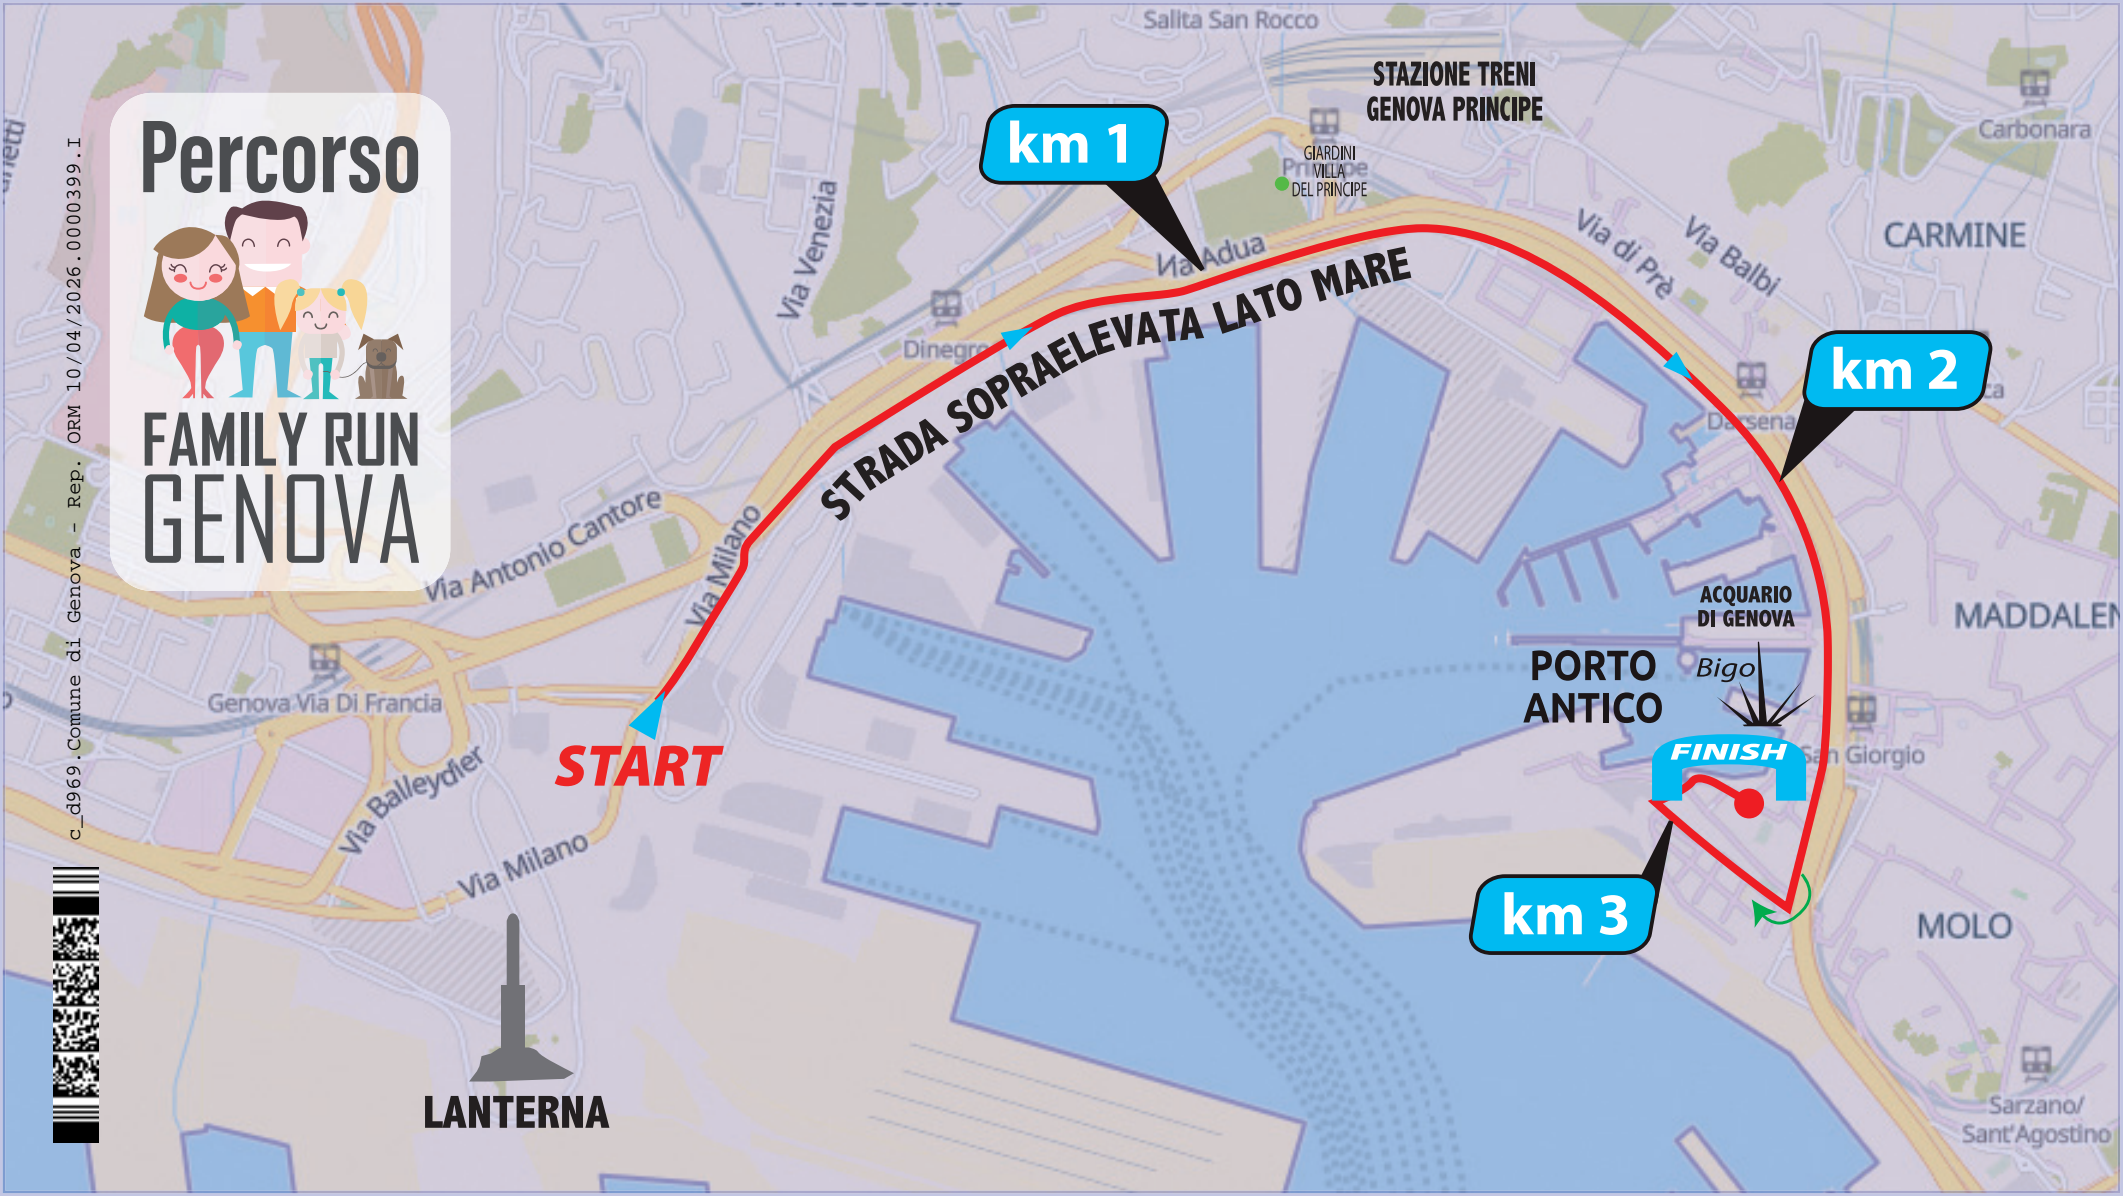 SAN TEODORO
Salita San Rocco
STAZIONE TRENI
GENOVA PRINCIPE
km 1
Carbonara
Percorso
GIARDINI
VILLA
DEL PRINCIPE
Principe
CARMINE
Via Venezia
Via Adua
Via di Prè
Via Balbi
Dinegro
STRADA SOPRAELEVATA LATO MARE
km 2
Darsena
FAMILY RUN
GENOVA
c_d969.Comune di Genova - Rep. ORM 10/04/2026.0000399.I
Via Antonio Cantore
Via Milano
ACQUARIO
DI GENOVA
MADDALEN
PORTO
ANTICO
Bigo
Genova Via Di Francia
START
FINISH
San Giorgio
Via Balleydier
Via Milano
km 3
MOLO
LANTERNA
Sarzano/
Sant'Agostino